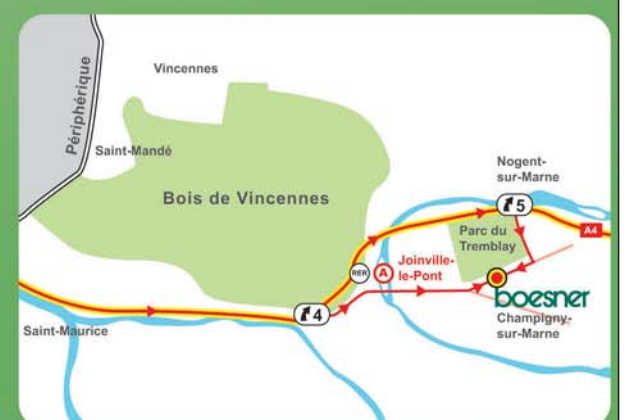 Périphérique
Vincennes
Saint-Mandé
Bois de Vincennes
Nogent-
sur-Marne
5
A4
Parc du
Tremblay
RER
A
Joinville-
le-Pont
boesner
4
Champigny-
sur-Marne
Saint-Maurice